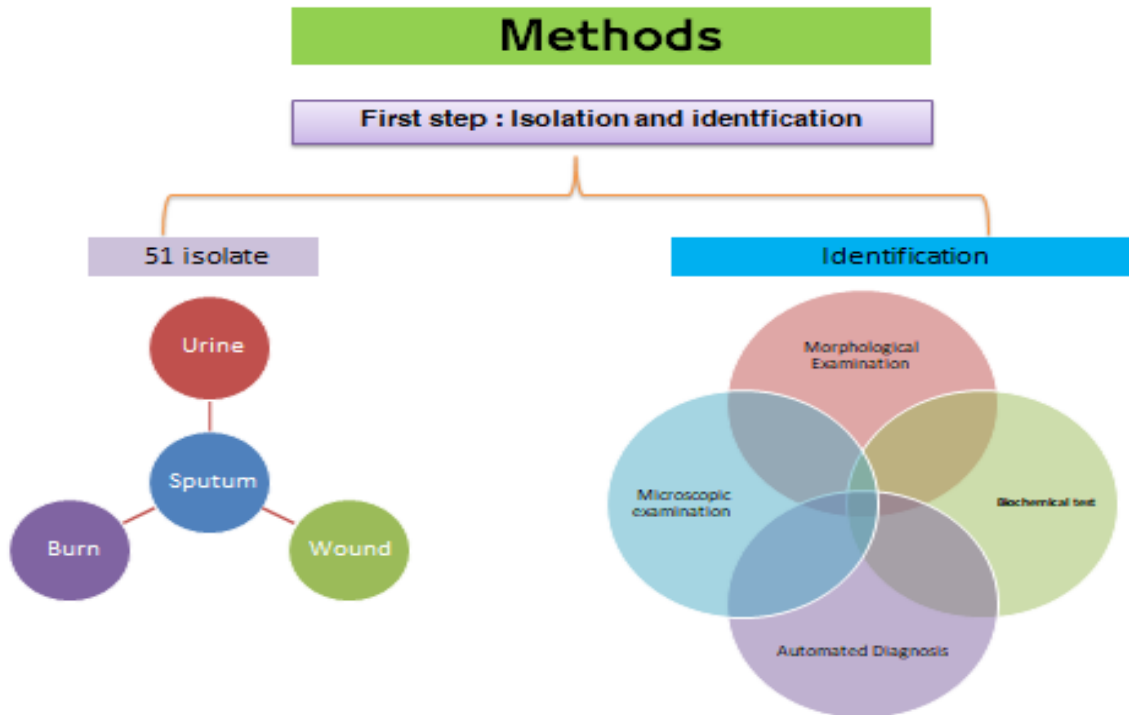 Methods
First step : Isolation and identfication
51 isolate
Urine
Sputum
Burn
Wound
Identification
Morphological
Examination
Microscopic
examination
Biochemical test
Automated Diagnosis